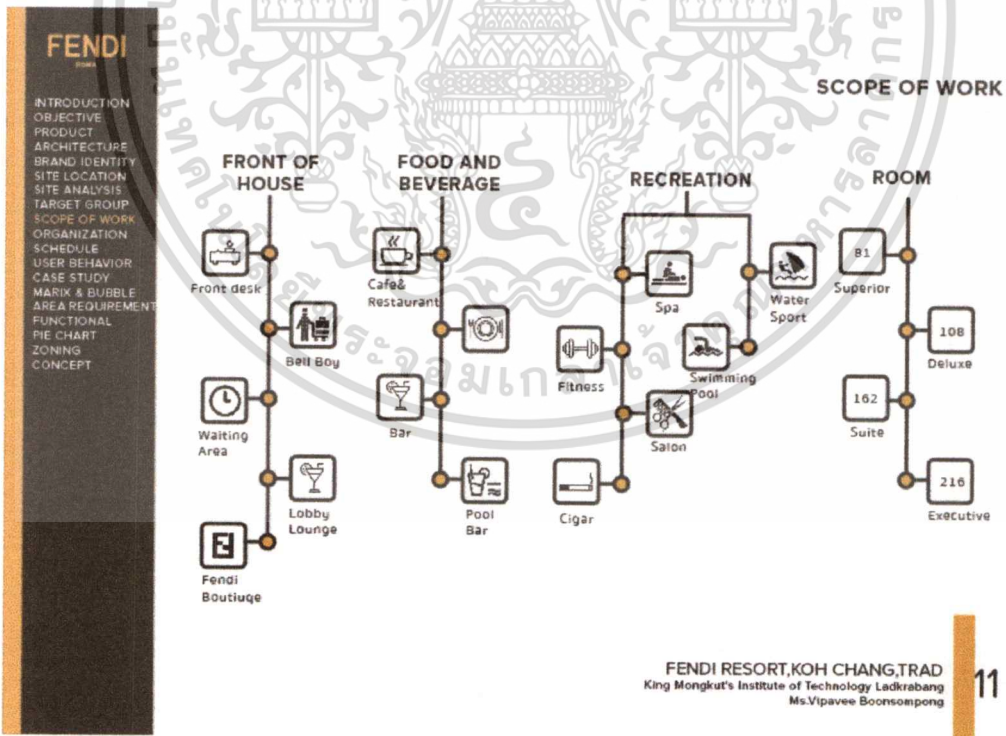 FENDI
ROMA
INTRODUCTION
OBJECTIVE
PRODUCT
ARCHITECTURE
BRAND IDENTITY
SITE LOCATION
SITE ANALYSIS
TARGET GROUP
SCOPE OF WORK
ORGANIZATION
SCHEDULE
USER BEHAVIOR
CASE STUDY
MARIX & BUBBLE
AREA REQUIREMENT
FUNCTIONAL
PIE CHART
ZONING
CONCEPT
SCOPE OF WORK
FRONT OF
HOUSE
Front desk
Bell Boy
Waiting
Area
Lobby
Lounge
Fendi
Boutiuqe
FOOD AND
BEVERAGE
Cafe&
Restaurant
Bar
Pool
Bar
RECREATION
Spa
Water
Sport
Fitness
Swimming
Pool
Salon
Cigar
ROOM
81
Superior
108
Deluxe
162
Suite
216
Executive
FENDI RESORT,KOH CHANG,TRAD
King Mongkut's Institute of Technology Ladkrabang
Ms.Vipavee Boonsompong
11